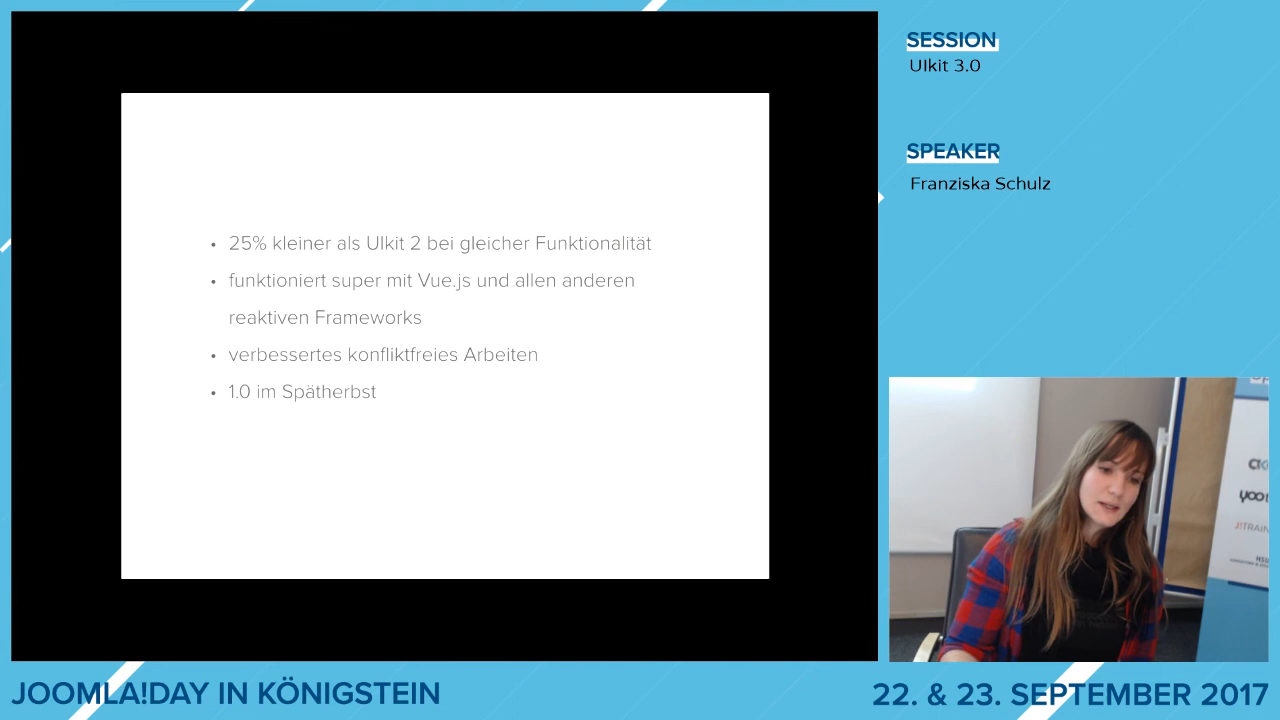 SESSION
UIkit 3.0
SPEAKER
Franziska Schulz
• 25% kleiner als UIkit 2 bei gleicher Funktionalität
• funktioniert super mit Vue.js und allen anderen
reaktiven Frameworks
• verbessertes konfliktfreies Arbeiten
• 1.0 im Spätherbst
JOOMLA!DAY IN KÖNIGSTEIN
22. & 23. SEPTEMBER 2017